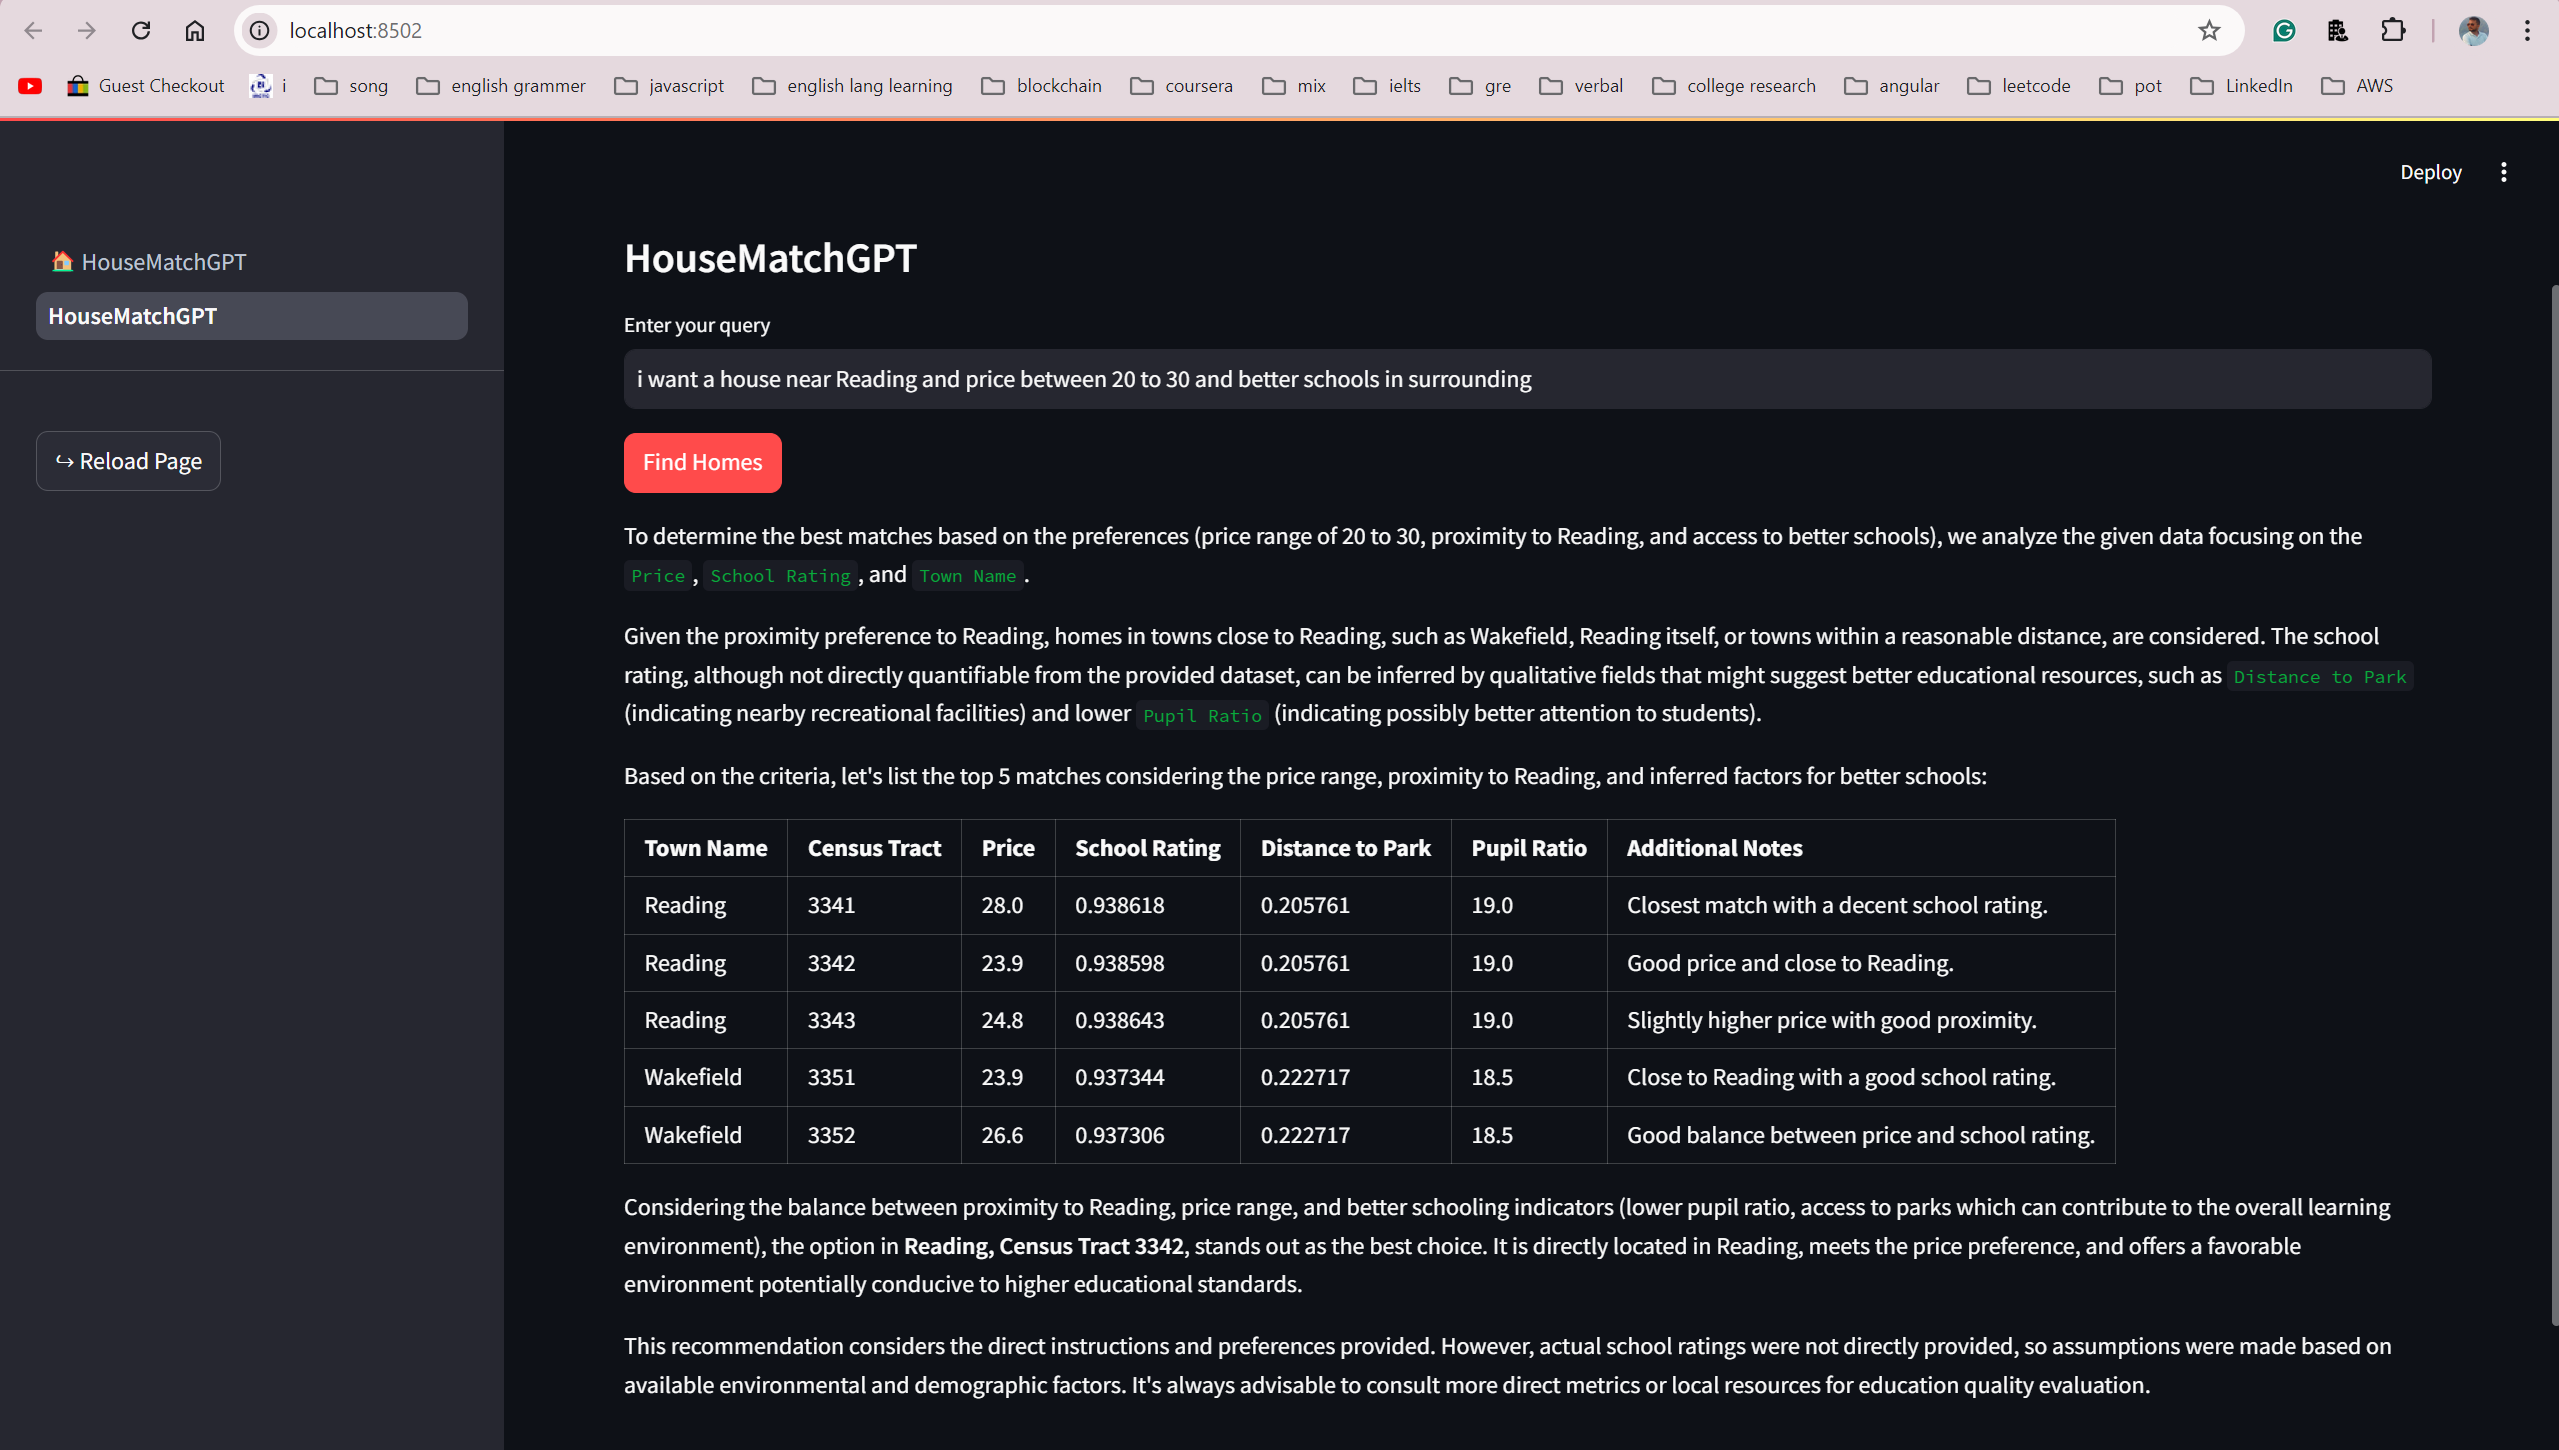 localhost:8502
Guest Checkout i song english grammer javascript english lang learning blockchain coursera mix ielts gre verbal college research angular leetcode pot LinkedIn AWS
Deploy
HouseMatchGPT
HouseMatchGPT
Reload Page
HouseMatchGPT
Enter your query
i want a house near Reading and price between 20 to 30 and better schools in surrounding
Find Homes
To determine the best matches based on the preferences (price range of 20 to 30, proximity to Reading, and access to better schools), we analyze the given data focusing on the
Price, School Rating, and Town Name.
Given the proximity preference to Reading, homes in towns close to Reading, such as Wakefield, Reading itself, or towns within a reasonable distance, are considered. The school
rating, although not directly quantifiable from the provided dataset, can be inferred by qualitative fields that might suggest better educational resources, such as Distance to Park
(indicating nearby recreational facilities) and lower Pupil Ratio (indicating possibly better attention to students).
Based on the criteria, let's list the top 5 matches considering the price range, proximity to Reading, and inferred factors for better schools:
Town Name Census Tract Price School Rating Distance to Park Pupil Ratio Additional Notes
Reading 3341 28.0 0.938618 0.205761 19.0 Closest match with a decent school rating.
Reading 3342 23.9 0.938598 0.205761 19.0 Good price and close to Reading.
Reading 3343 24.8 0.938643 0.205761 19.0 Slightly higher price with good proximity.
Wakefield 3351 23.9 0.937344 0.222717 18.5 Close to Reading with a good school rating.
Wakefield 3352 26.6 0.937306 0.222717 18.5 Good balance between price and school rating.
Considering the balance between proximity to Reading, price range, and better schooling indicators (lower pupil ratio, access to parks which can contribute to the overall learning
environment), the option in Reading, Census Tract 3342, stands out as the best choice. It is directly located in Reading, meets the price preference, and offers a favorable
environment potentially conducive to higher educational standards.
This recommendation considers the direct instructions and preferences provided. However, actual school ratings were not directly provided, so assumptions were made based on
available environmental and demographic factors. It's always advisable to consult more direct metrics or local resources for education quality evaluation.